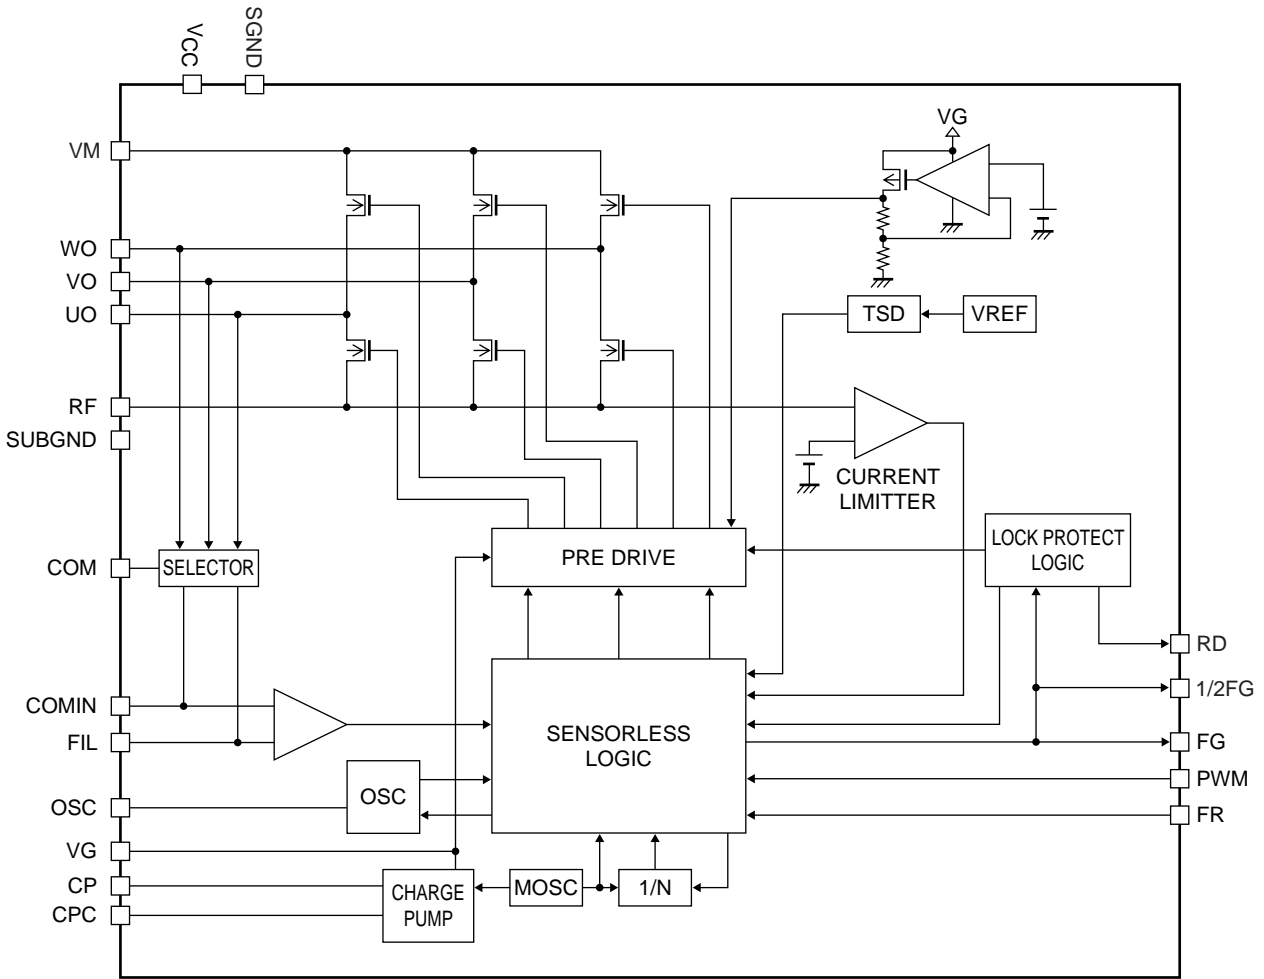 VCC
SGND
VM
VG
WO
VO
UO
TSD
VREF
RF
SUBGND
CURRENT
LIMITTER
LOCK PROTECT
LOGIC
PRE DRIVE
COM
SELECTOR
RD
1/2FG
COMIN
FIL
SENSORLESS
LOGIC
FG
PWM
OSC
OSC
FR
VG
CP
CPC
CHARGE
PUMP
MOSC
1/N